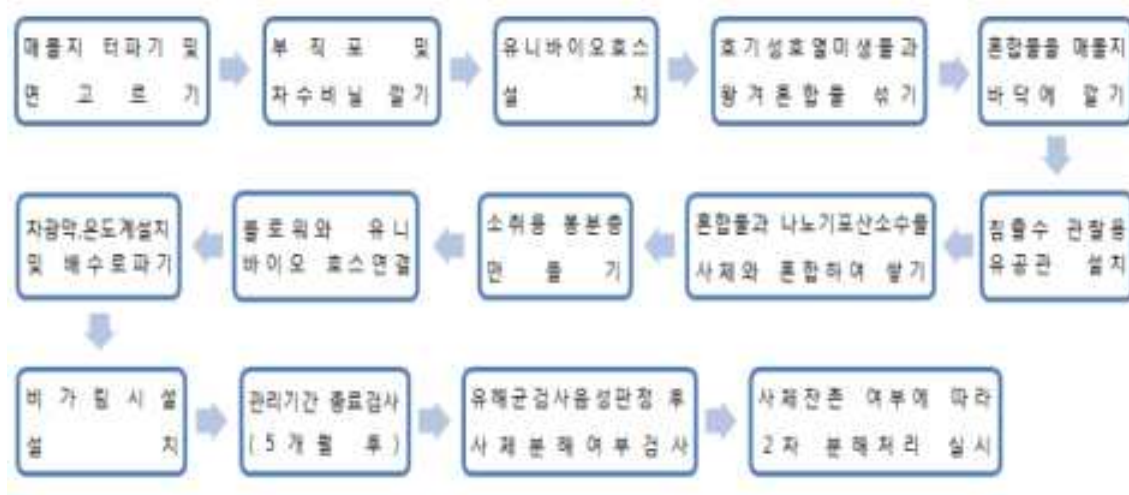 매몰지 터파기 및
면 고르기
부직포 및
차수비닐 깔기
유니바이오호스
설치
호기성호열미생물과
왕겨혼합물 섞기
혼합물을 매몰지
바닥에 깔기
침출수 관찰용
유공관 설치
혼합물과 나노기포산소수를
사체와 혼합하여 쌓기
소취용 봉분층
만들기
블로워와 유니
바이오 호스연결
차광막,온도계설치
및 배수로파기
비가림시설
설치
관리기간 종료검사
(5개월 후)
유해균검사음성판정 후
사체분해여부검사
사체잔존 여부에 따라
2차 분해처리 실시